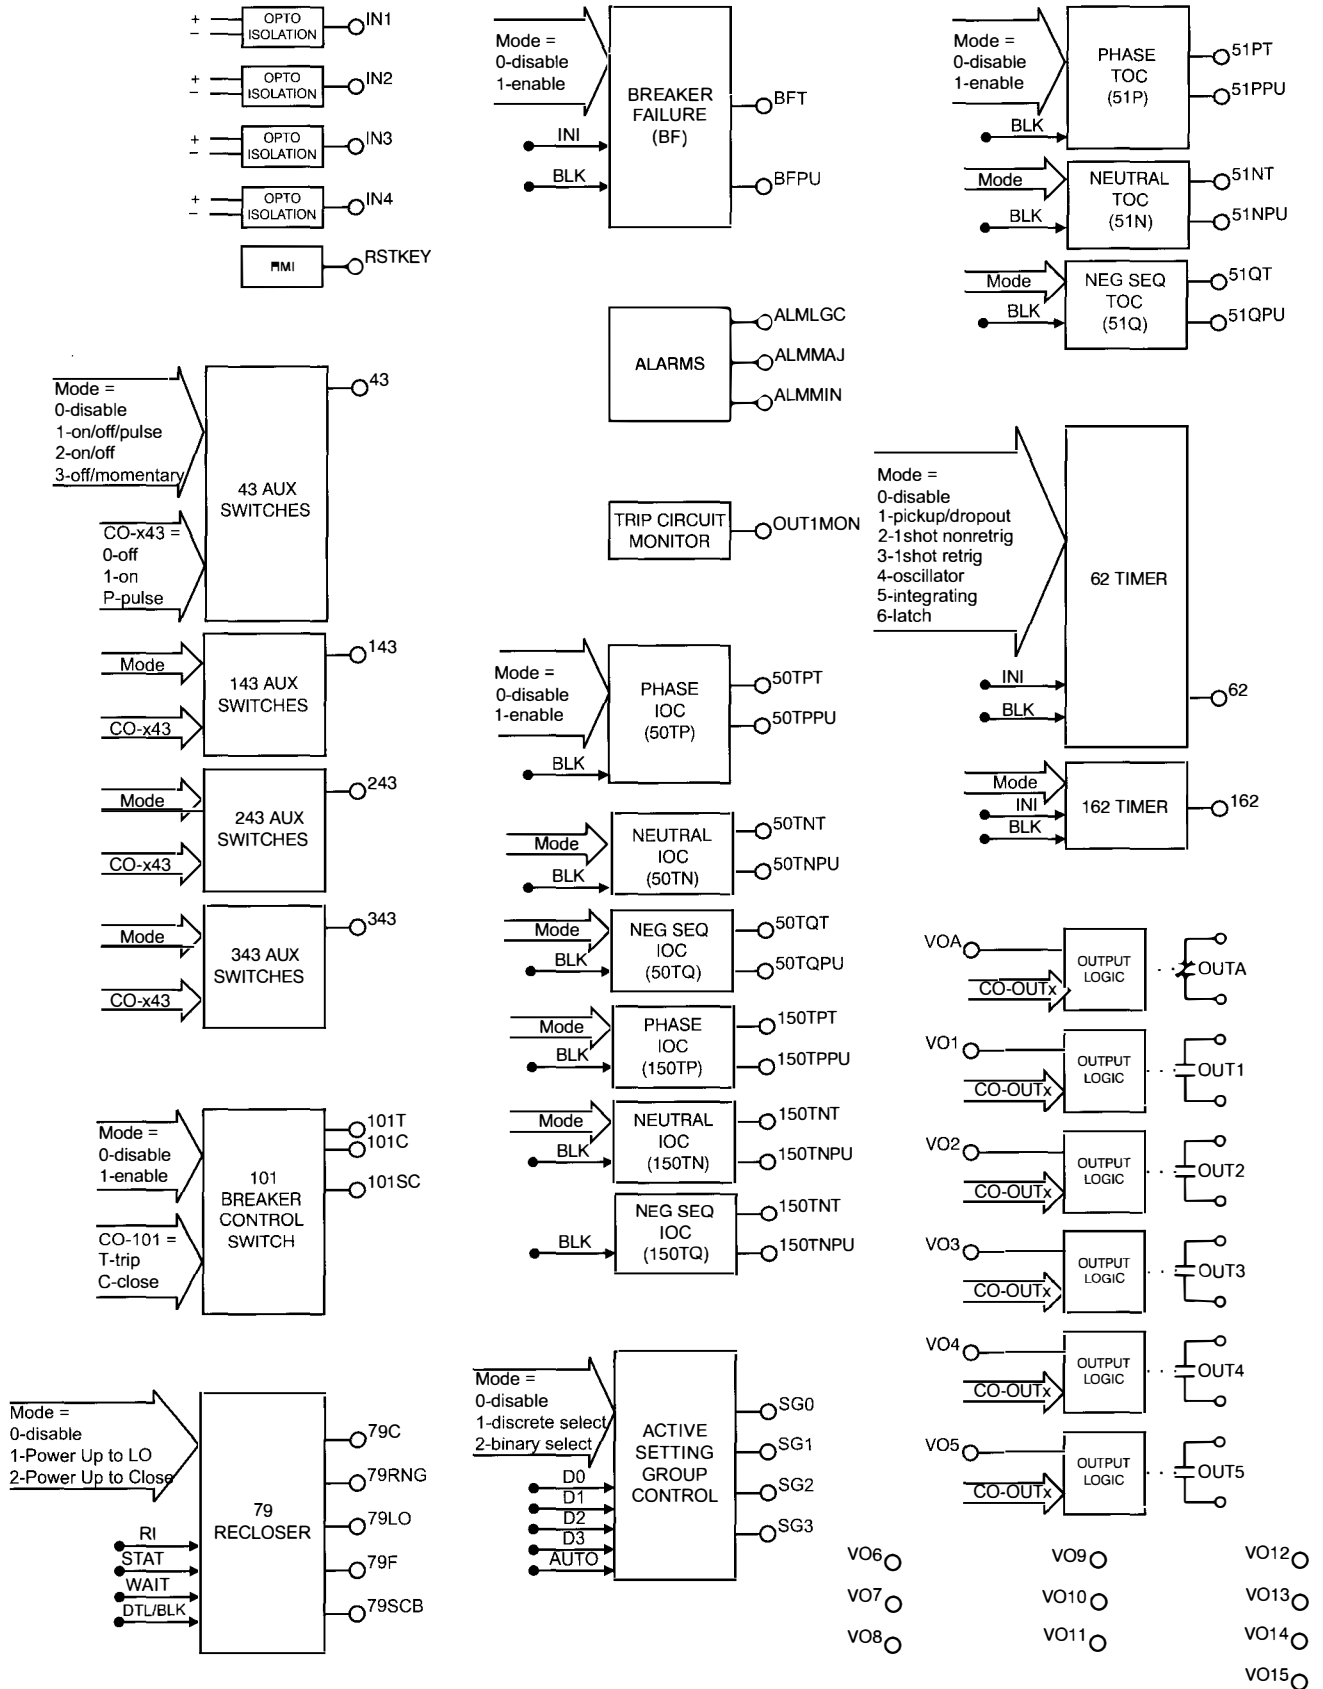 +
−
OPTO
ISOLATION
IN1
+
−
OPTO
ISOLATION
IN2
+
−
OPTO
ISOLATION
IN3
+
−
OPTO
ISOLATION
IN4
HMI
RSTKEY
Mode =
0-disable
1-on/off/pulse
2-on/off
3-off/momentary
CO-x43 =
0-off
1-on
P-pulse
43 AUX
SWITCHES
43
Mode
CO-x43
143 AUX
SWITCHES
143
Mode
CO-x43
243 AUX
SWITCHES
243
Mode
CO-x43
343 AUX
SWITCHES
343
Mode =
0-disable
1-enable
CO-101 =
T-trip
C-close
101
BREAKER
CONTROL
SWITCH
101T
101C
101SC
Mode =
0-disable
1-Power Up to LO
2-Power Up to Close
RI
STAT
WAIT
DTL/BLK
79
RECLOSER
79C
79RNG
79LO
79F
79SCB
Mode =
0-disable
1-enable
INI
BLK
BREAKER
FAILURE
(BF)
BFT
BFPU
ALARMS
ALMLGC
ALMMAJ
ALMMIN
TRIP CIRCUIT
MONITOR
OUT1MON
Mode =
0-disable
1-enable
BLK
PHASE
IOC
(50TP)
50TPT
50TPPU
Mode
BLK
NEUTRAL
IOC
(50TN)
50TNT
50TNPU
Mode
BLK
NEG SEQ
IOC
(50TQ)
50TQT
50TQPU
Mode
BLK
PHASE
IOC
(150TP)
150TPT
150TPPU
Mode
BLK
NEUTRAL
IOC
(150TN)
150TNT
150TNPU
BLK
NEG SEQ
IOC
(150TQ)
150TNT
150TNPU
Mode =
0-disable
1-discrete select
2-binary select
D0
D1
D2
D3
AUTO
ACTIVE
SETTING
GROUP
CONTROL
SG0
SG1
SG2
SG3
Mode =
0-disable
1-enable
BLK
PHASE
TOC
(51P)
51PT
51PPU
Mode
BLK
NEUTRAL
TOC
(51N)
51NT
51NPU
Mode
BLK
NEG SEQ
TOC
(51Q)
51QT
51QPU
Mode =
0-disable
1-pickup/dropout
2-1shot nonretrig
3-1shot retrig
4-oscillator
5-integrating
6-latch
INI
BLK
62 TIMER
62
Mode
INI
BLK
162 TIMER
162
VOA
CO-OUTx
OUTPUT
LOGIC
OUTA
VO1
CO-OUTx
OUTPUT
LOGIC
OUT1
VO2
CO-OUTx
OUTPUT
LOGIC
OUT2
VO3
CO-OUTx
OUTPUT
LOGIC
OUT3
VO4
CO-OUTx
OUTPUT
LOGIC
OUT4
VO5
CO-OUTx
OUTPUT
LOGIC
OUT5
VO6
VO7
VO8
VO9
VO10
VO11
VO12
VO13
VO14
VO15